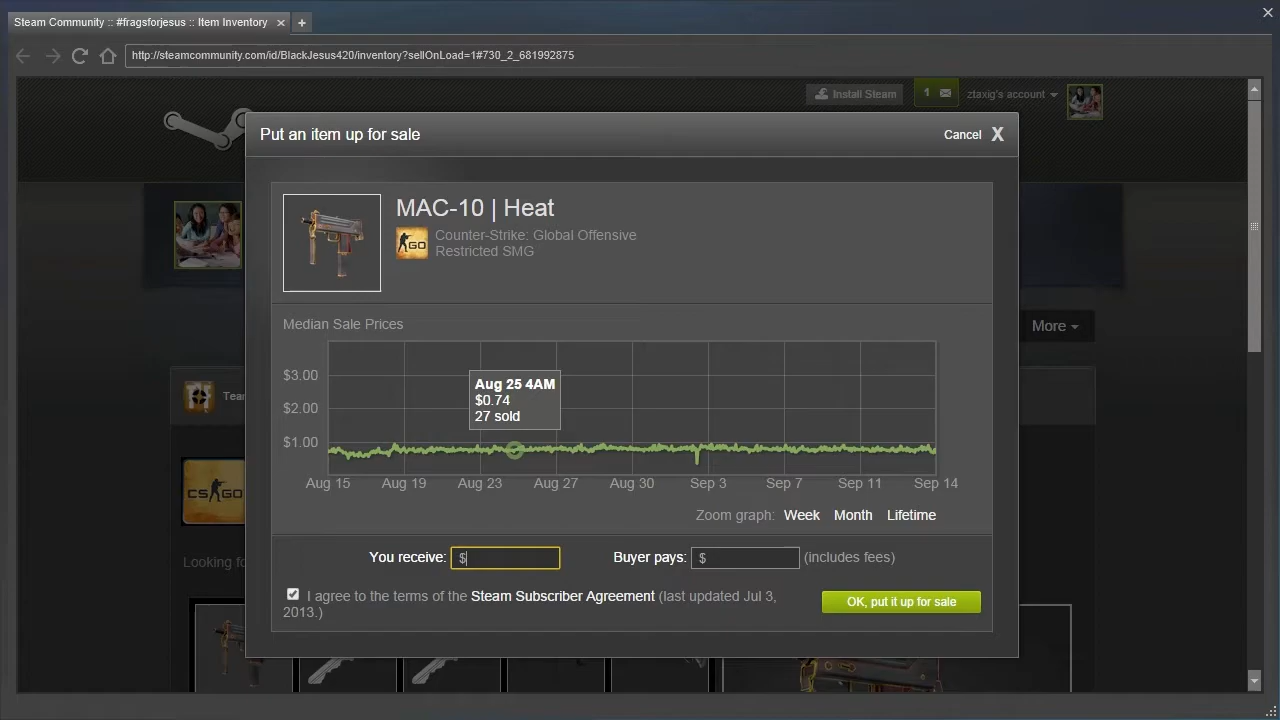 Steam Community :: #fragsforjesus :: Item Inventory
http://steamcommunity.com/id/BlackJesus420/inventory?sellOnLoad=1#730_2_681992875
Install Steam
1
ztaxig's account
Put an item up for sale
Cancel X
MAC-10 | Heat
GO
Counter-Strike: Global Offensive
Restricted SMG
Median Sale Prices
More
$3.00
$2.00
$1.00
Aug 25 4AM
$0.74
27 sold
Aug 15 Aug 19 Aug 23 Aug 27 Aug 30 Sep 3 Sep 7 Sep 11 Sep 14
Zoom graph: Week Month Lifetime
CS GO
You receive: $ Buyer pays: $ (includes fees)
Looking fo
I agree to the terms of the Steam Subscriber Agreement (last updated Jul 3,
2013.)
OK, put it up for sale